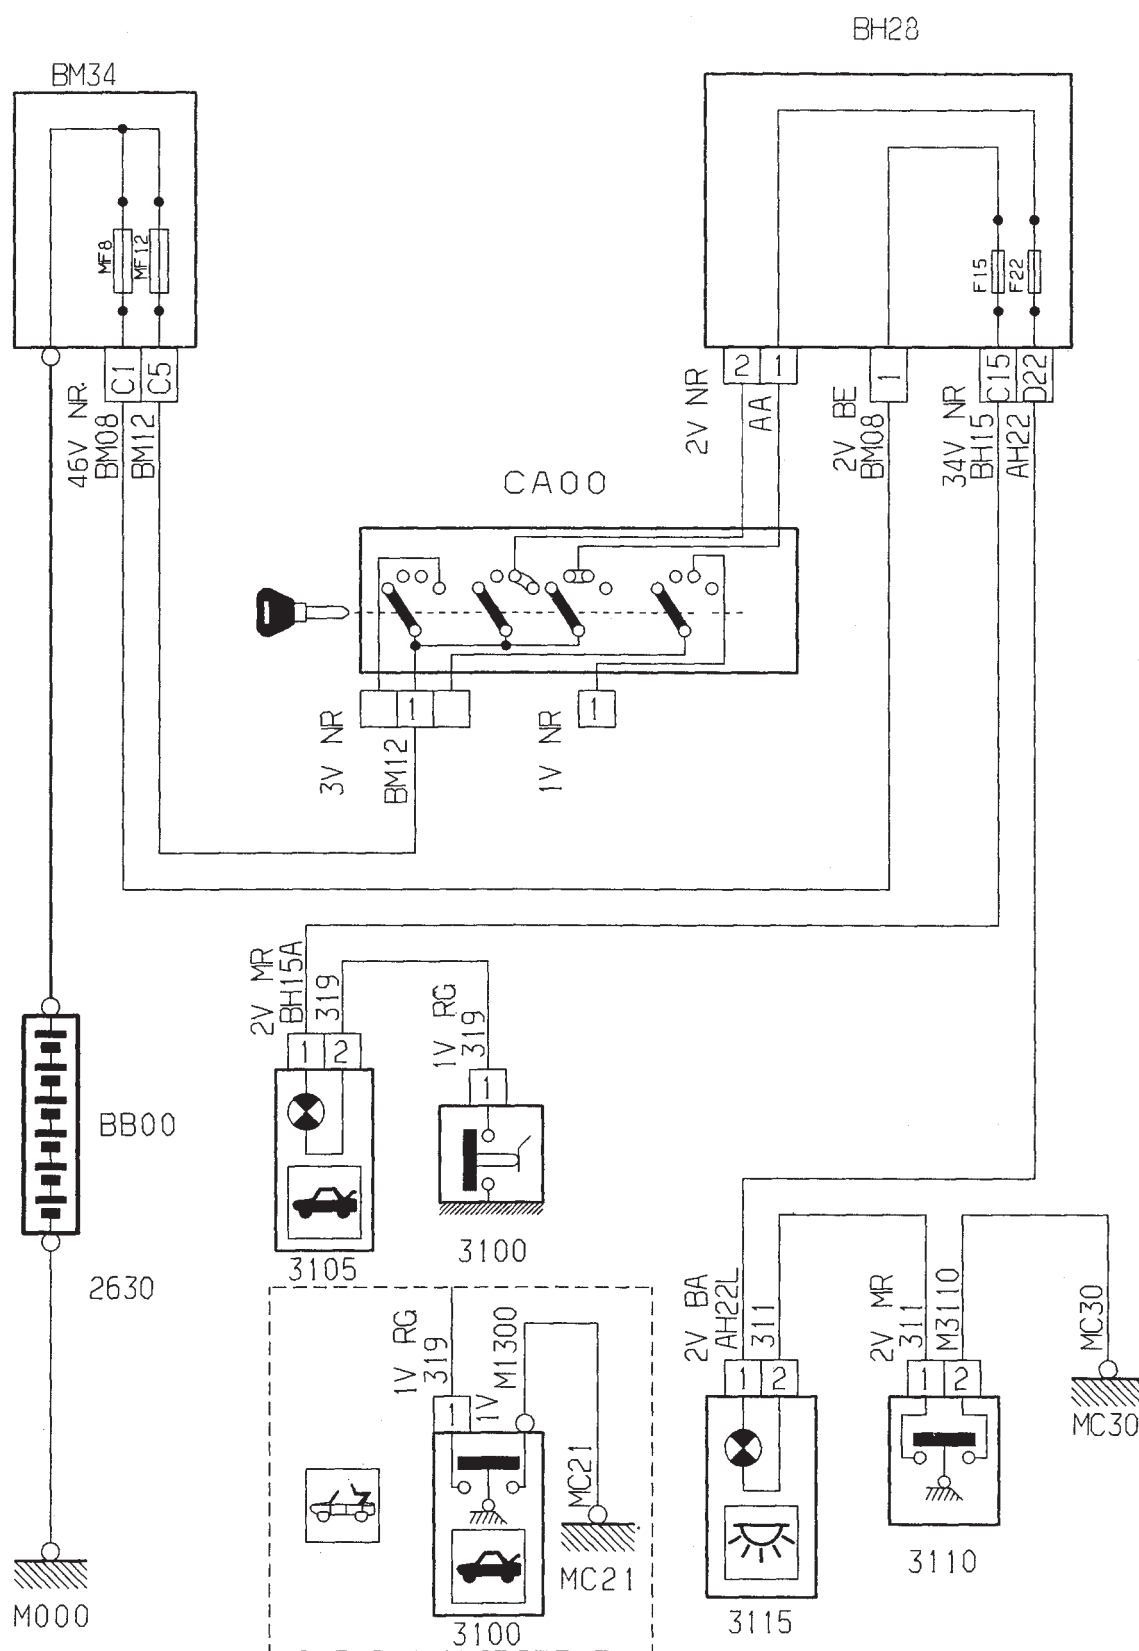 BH28
BM34
MF8
MF12
F15
F22
C1
C5
2
1
1
C15
D22
46V NR.
BM08
BM12
2V NR
AA
2V BE
BM08
34V NR
BH15
AH22
CA00
1
1
3V NR
BM12
1V NR
2V MR
BH15A
319
1V RG
319
1
2
1
BB00
3105
3100
2630
1V RG
319
1V
M1300
1
MC21
MC21
3100
2V BA
AH22L
311
2V MR
311
M3110
MC30
1
2
1
2
MC30
3110
3115
M000